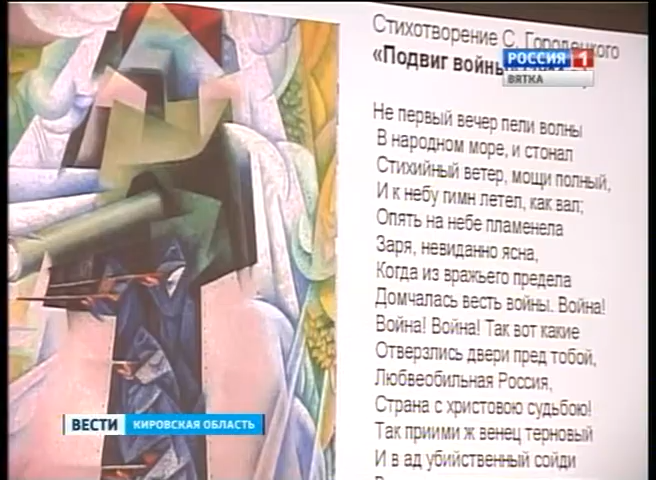 Стихотворение С. Городецкого
«Подвиг войны»
РОССИЯ 1
ВЯТКА
Не первый вечер пели волны
В народном море, и стонал
Стихийный ветер, мощи полный,
И к небу гимн летел, как вал;
Опять на небе пламенела
Заря, невиданно ясна,
Когда из вражьего предела
Домчалась весть войны. Война!
Война! Война! Так вот какие
Отверзлись двери пред тобой,
Любвеобильная Россия,
Страна с христовою судьбою!
Так приими ж венец терновый
И в ад убийственный сойди
ВЕСТИ КИРОВСКАЯ ОБЛАСТЬ